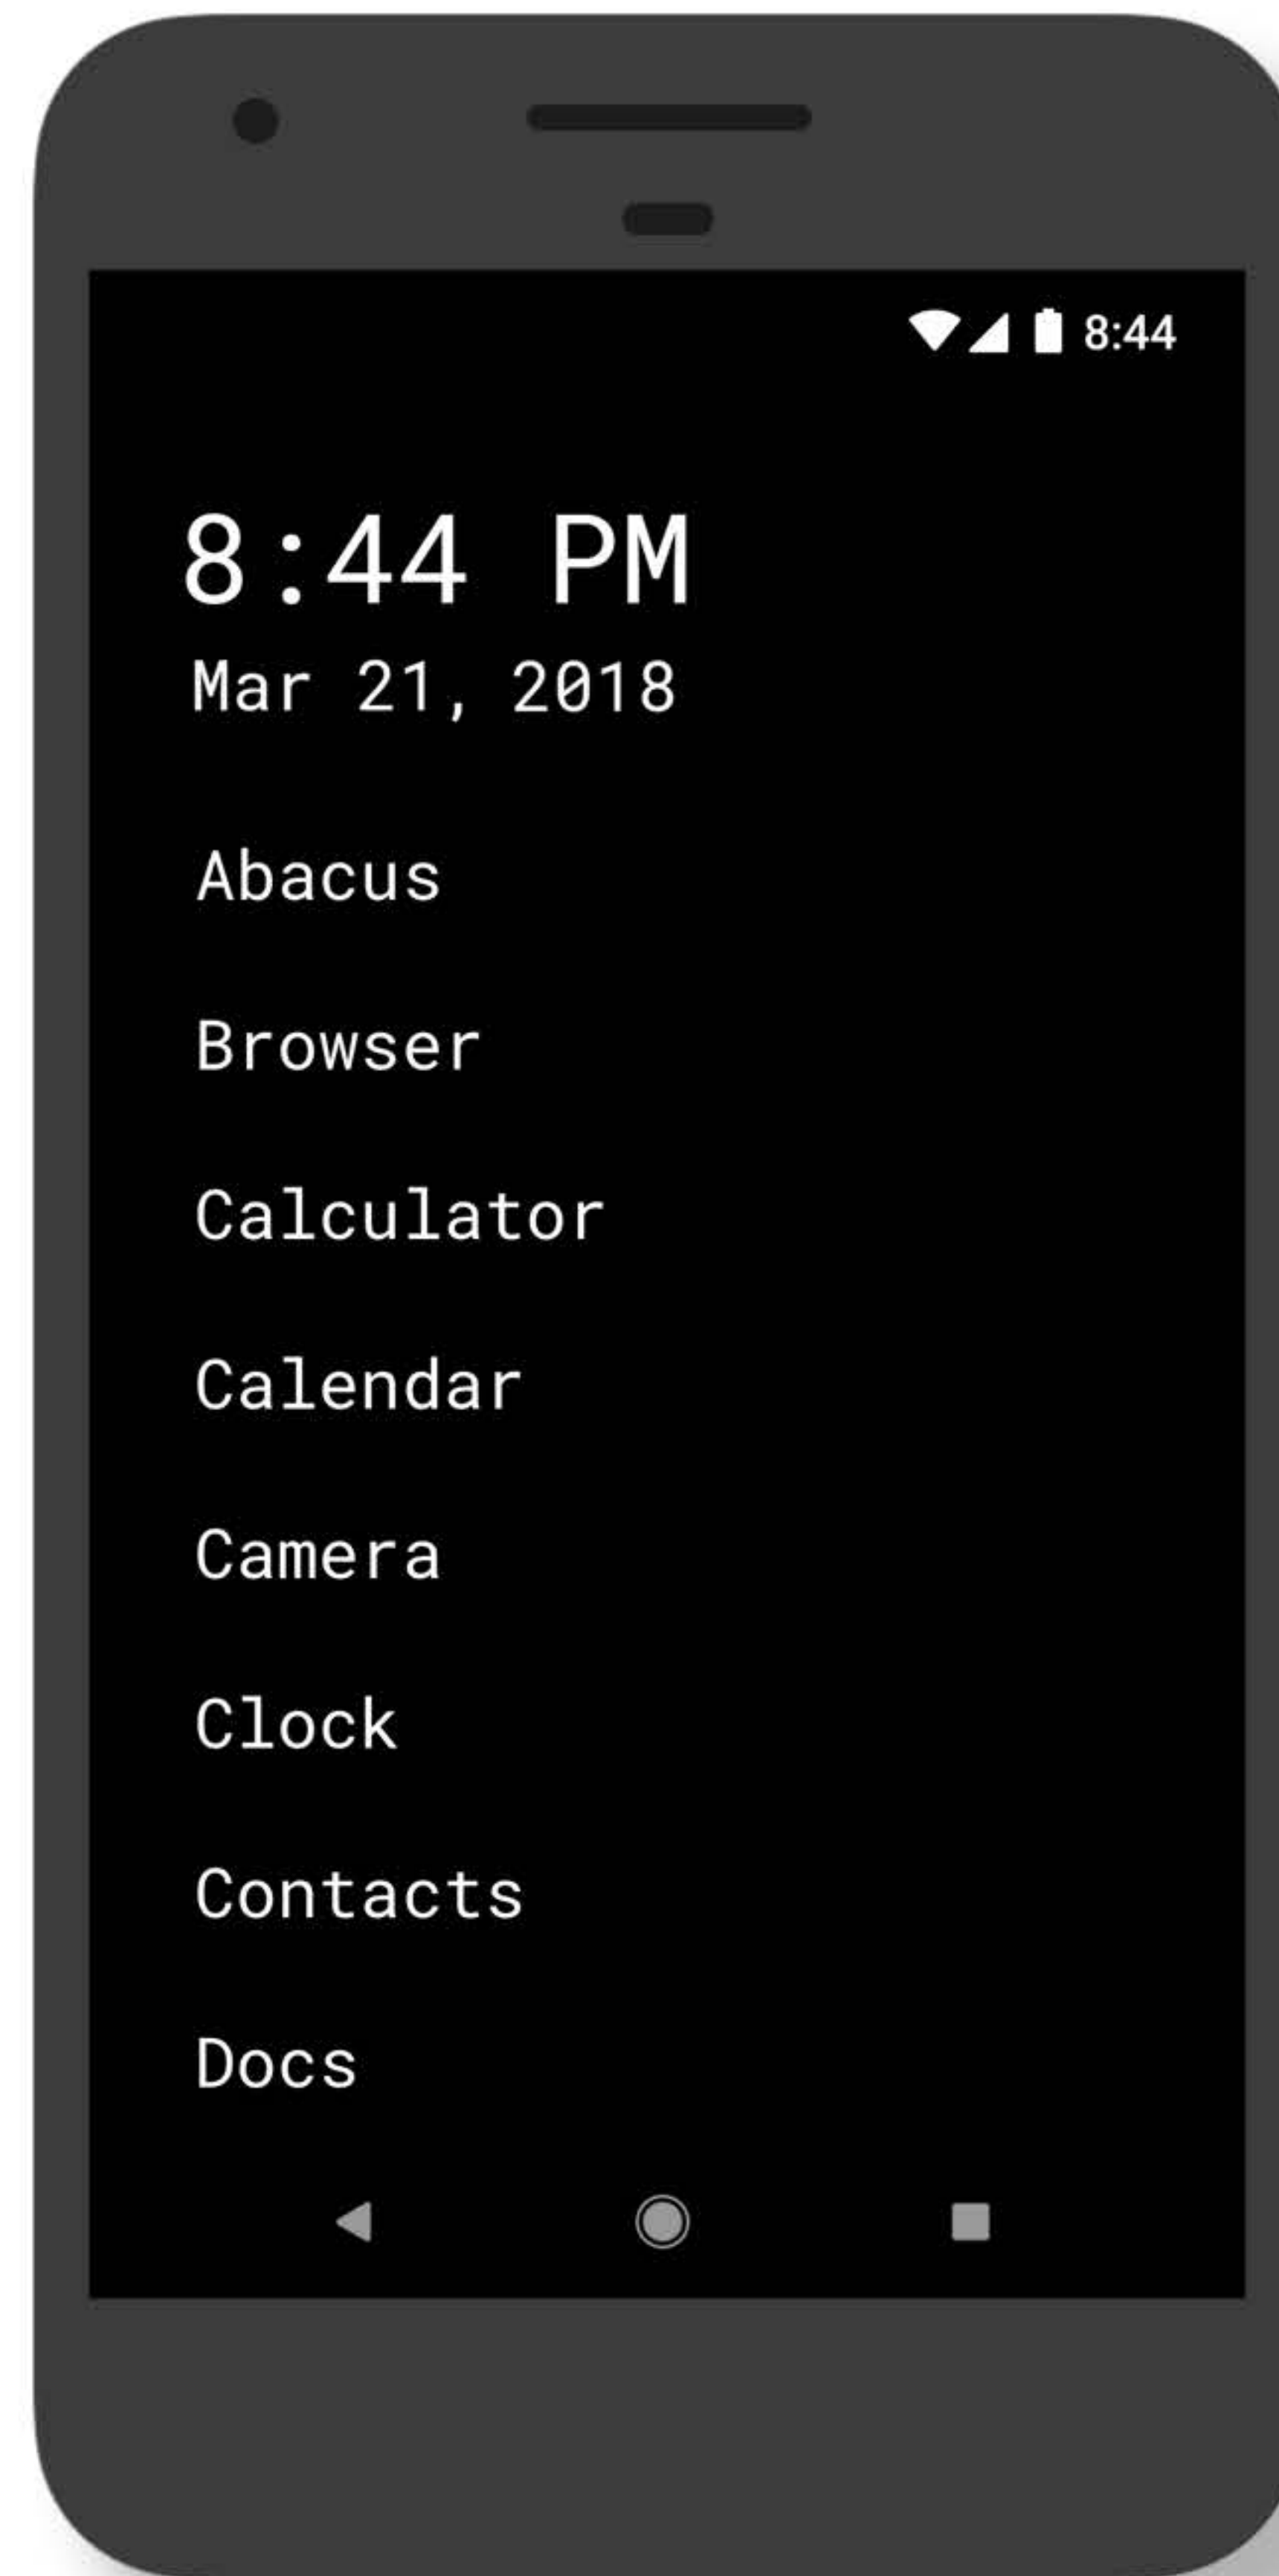 8:44
8:44 PM
Mar 21, 2018
Abacus
Browser
Calculator
Calendar
Camera
Clock
Contacts
Docs